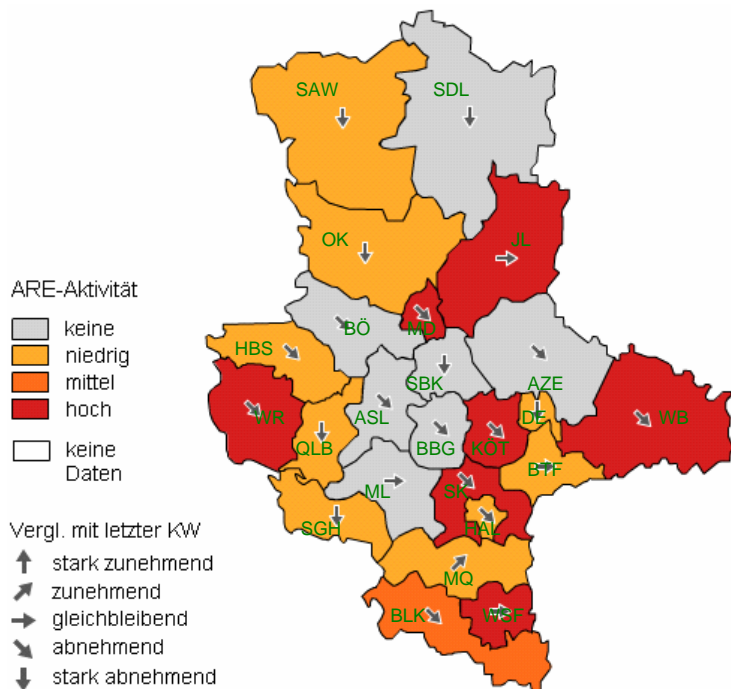 SAW
SDL
OK
JL
ARE-Aktivität
keine
niedrig
mittel
hoch
keine
Daten
BÖ
MD
HBS
SBK
AZE
WR
ASL
DE
WB
QLB
BBG
KÖT
BTF
ML
SK
SGH
HAL
MQ
BLK
WSF
Vergl. mit letzter KW
stark zunehmend
zunehmend
gleichbleibend
abnehmend
stark abnehmend